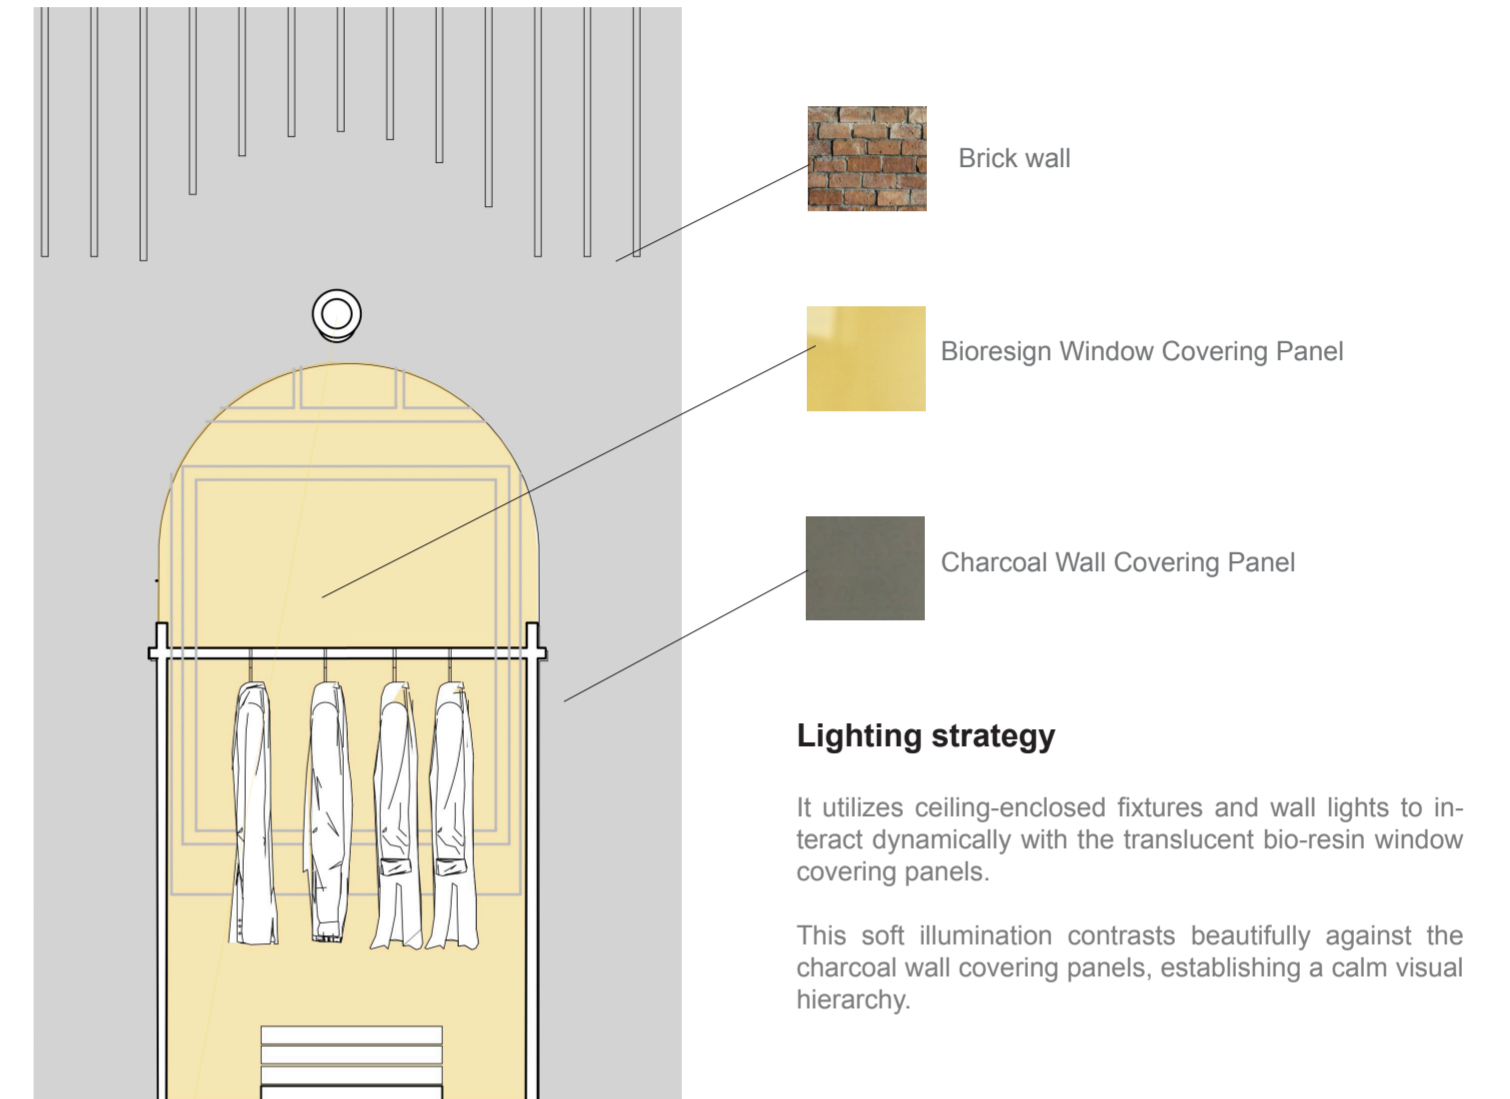 Brick wall
Bioresign Window Covering Panel
Charcoal Wall Covering Panel
Lighting strategy
It utilizes ceiling-enclosed fixtures and wall lights to in-
teract dynamically with the translucent bio-resin window
covering panels.
This soft illumination contrasts beautifully against the
charcoal wall covering panels, establishing a calm visual
hierarchy.